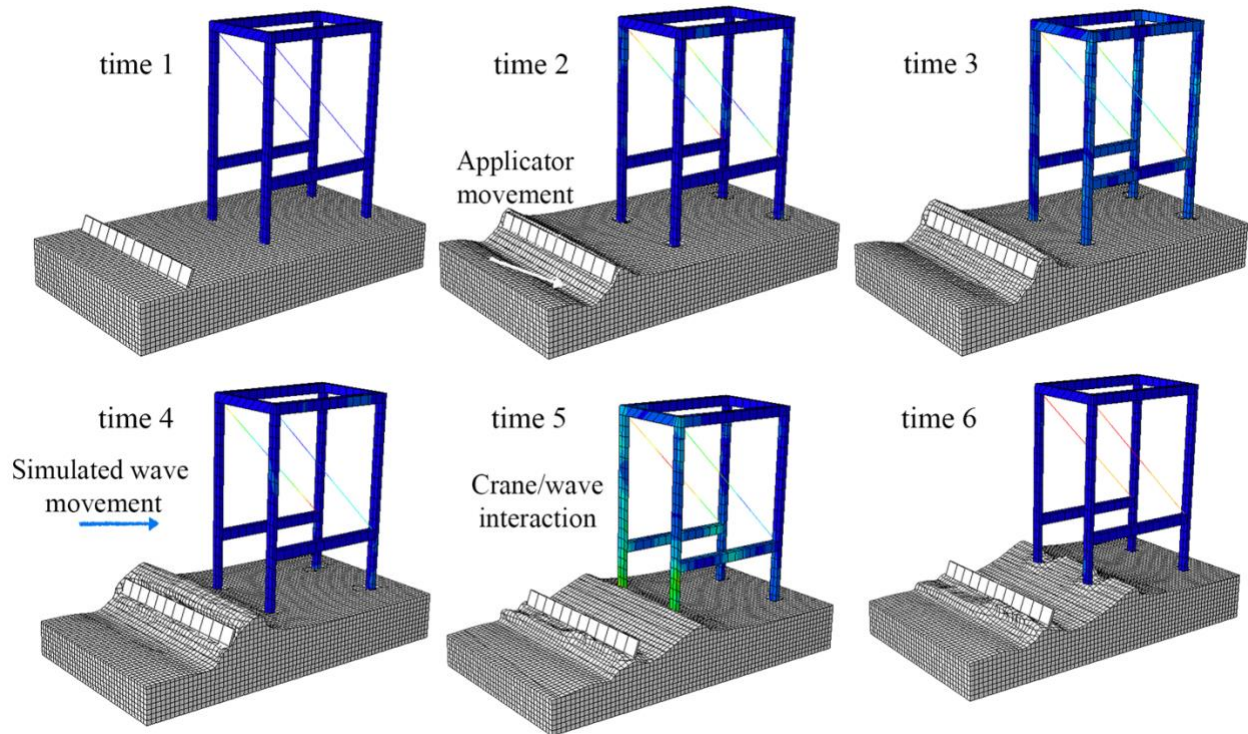 time 1
time 2
time 3
Applicator
movement
time 4
time 5
time 6
Simulated wave
movement
Crane/wave
interaction